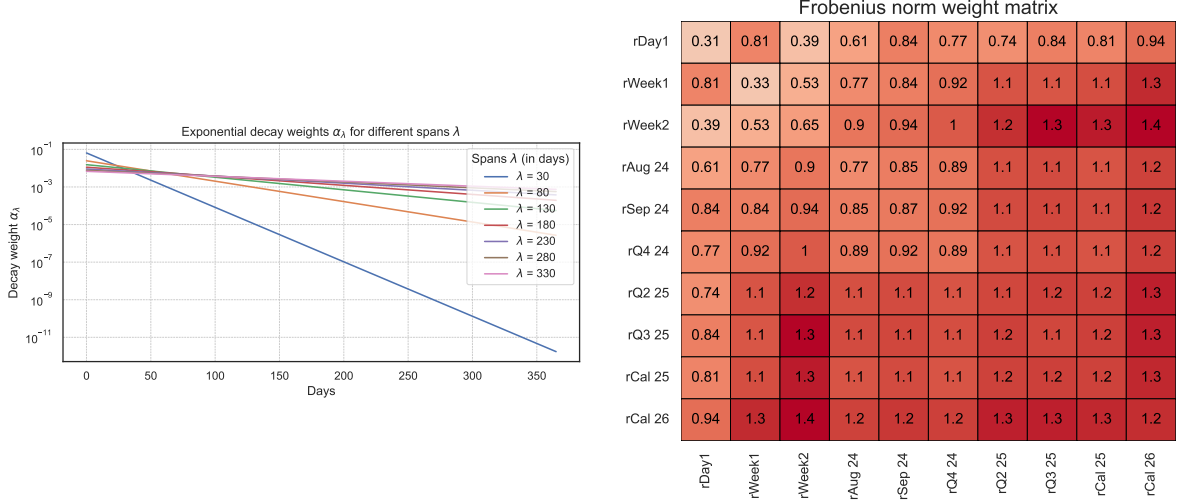 Exponential decay weights αλ for different spans λ
Decay weight αλ
10⁻¹
10⁻³
10⁻⁵
10⁻⁷
10⁻⁹
10⁻¹¹
0 50 100 150 200 250 300 350
Days
Spans λ (in days)
λ = 30
λ = 80
λ = 130
λ = 180
λ = 230
λ = 280
λ = 330
Frobenius norm weight matrix
rDay1 0.31 0.81 0.39 0.61 0.84 0.77 0.74 0.84 0.81 0.94
rWeek1 0.81 0.33 0.53 0.77 0.84 0.92 1.1 1.1 1.1 1.3
rWeek2 0.39 0.53 0.65 0.9 0.94 1 1.2 1.3 1.3 1.4
rAug 24 0.61 0.77 0.9 0.77 0.85 0.89 1.1 1.1 1.1 1.2
rSep 24 0.84 0.84 0.94 0.85 0.87 0.92 1.1 1.1 1.1 1.2
rQ4 24 0.77 0.92 1 0.89 0.92 0.89 1.1 1.1 1.1 1.2
rQ2 25 0.74 1.1 1.2 1.1 1.1 1.1 1.1 1.2 1.2 1.3
rQ3 25 0.84 1.1 1.3 1.1 1.1 1.1 1.2 1.1 1.2 1.3
rCal 25 0.81 1.1 1.3 1.1 1.1 1.1 1.2 1.2 1.2 1.3
rCal 26 0.94 1.3 1.4 1.2 1.2 1.2 1.3 1.3 1.3 1.2
rDay1 rWeek1 rWeek2 rAug 24 rSep 24 rQ4 24 rQ2 25 rQ3 25 rCal 25 rCal 26